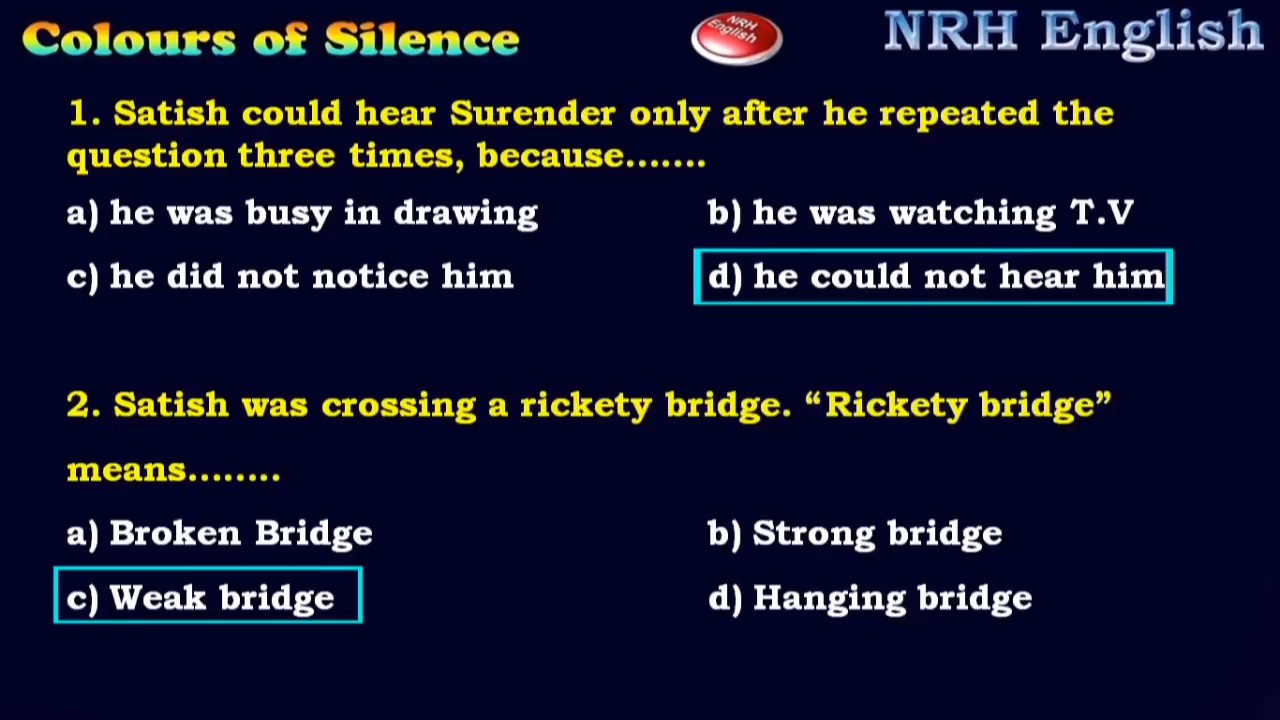 Colours of Silence
NRH English
NRH English
1. Satish could hear Surender only after he repeated the
question three times, because.......
a) he was busy in drawing
b) he was watching T.V
c) he did not notice him
d) he could not hear him
2. Satish was crossing a rickety bridge. “Rickety bridge”
means........
a) Broken Bridge
b) Strong bridge
c) Weak bridge
d) Hanging bridge